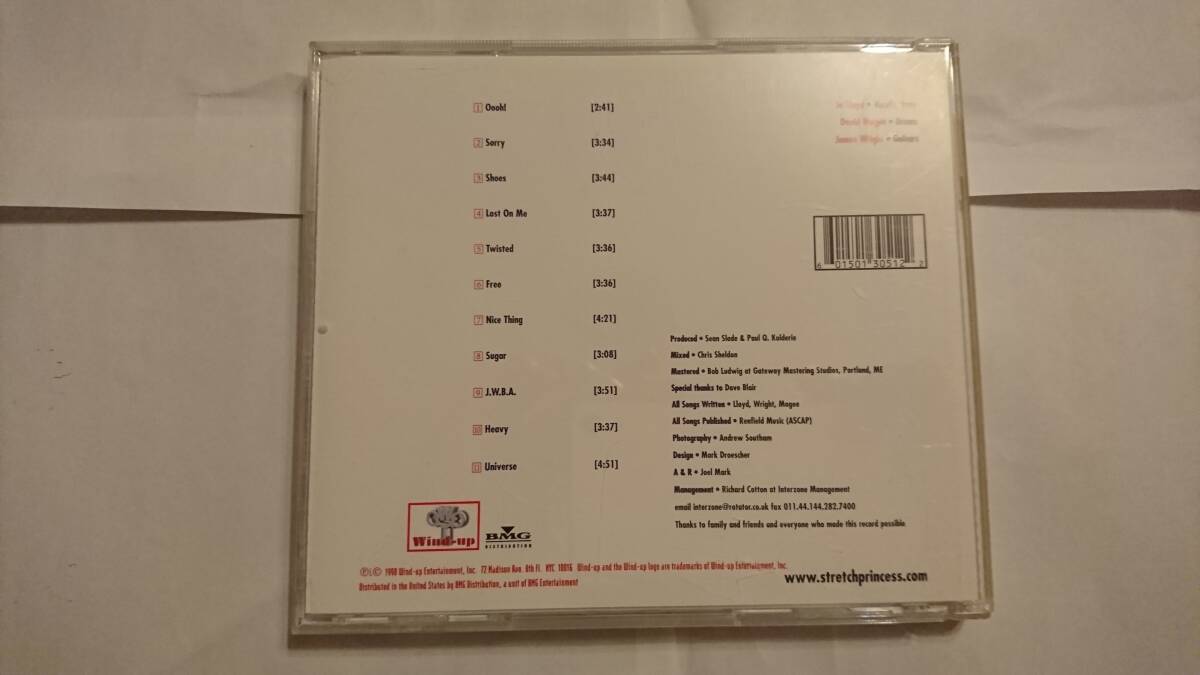 1 Oooh! [2:41]
2 Sorry [3:34]
3 Shoes [3:44]
4 Lost On Me [3:37]
5 Twisted [3:36]
6 Free [3:36]
7 Nice Thing [4:21]
8 Sugar [3:08]
9 J.W.B.A. [3:51]
10 Heavy [3:37]
11 Universe [4:51]
Jo Lloyd •
David Magee • Drums
James Wright • Guitars
6 01501 30512 2
Produced • Sean Slade & Paul Q. Kolderie
Mixed • Chris Sheldon
Mastered • Bob Ludwig at Gateway Mastering Studios, Portland, ME
Special thanks to Dave Blair
All Songs Written • Lloyd, Wright, Magee
All Songs Published • Renfield Music (ASCAP)
Photography • Andrew Southam
Design • Mark Droescher
A & R • Joel Mark
Management • Richard Cotton at Interzone Management
email interzone@rotator.co.uk fax 011.44.144.282.7400
Thanks to family and friends and everyone who made this record possible
Wind-up
BMG
DISTRIBUTION
℗ © 1998 Wind-up Entertainment, Inc. 72 Madison Ave. 8th Fl. NYC 10016 Wind-up and the Wind-up logo are trademarks of Wind-up Entertainment, Inc.
Distributed in the United States by BMG Distribution, a unit of BMG Entertainment
www.stretchprincess.com